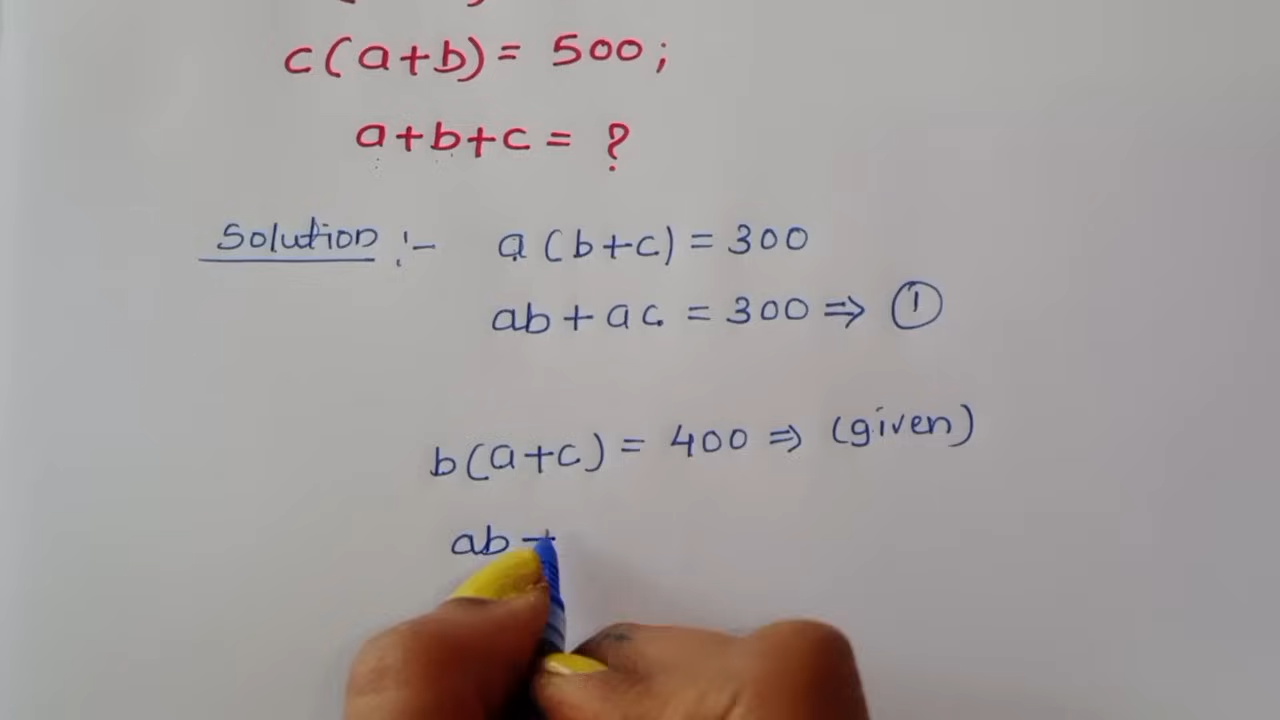 c(a+b) = 500;
a+b+c = ?
Solution :- a(b+c) = 300
ab + ac = 300 ⇒ ①
b(a+c) = 400 ⇒ (given)
ab +